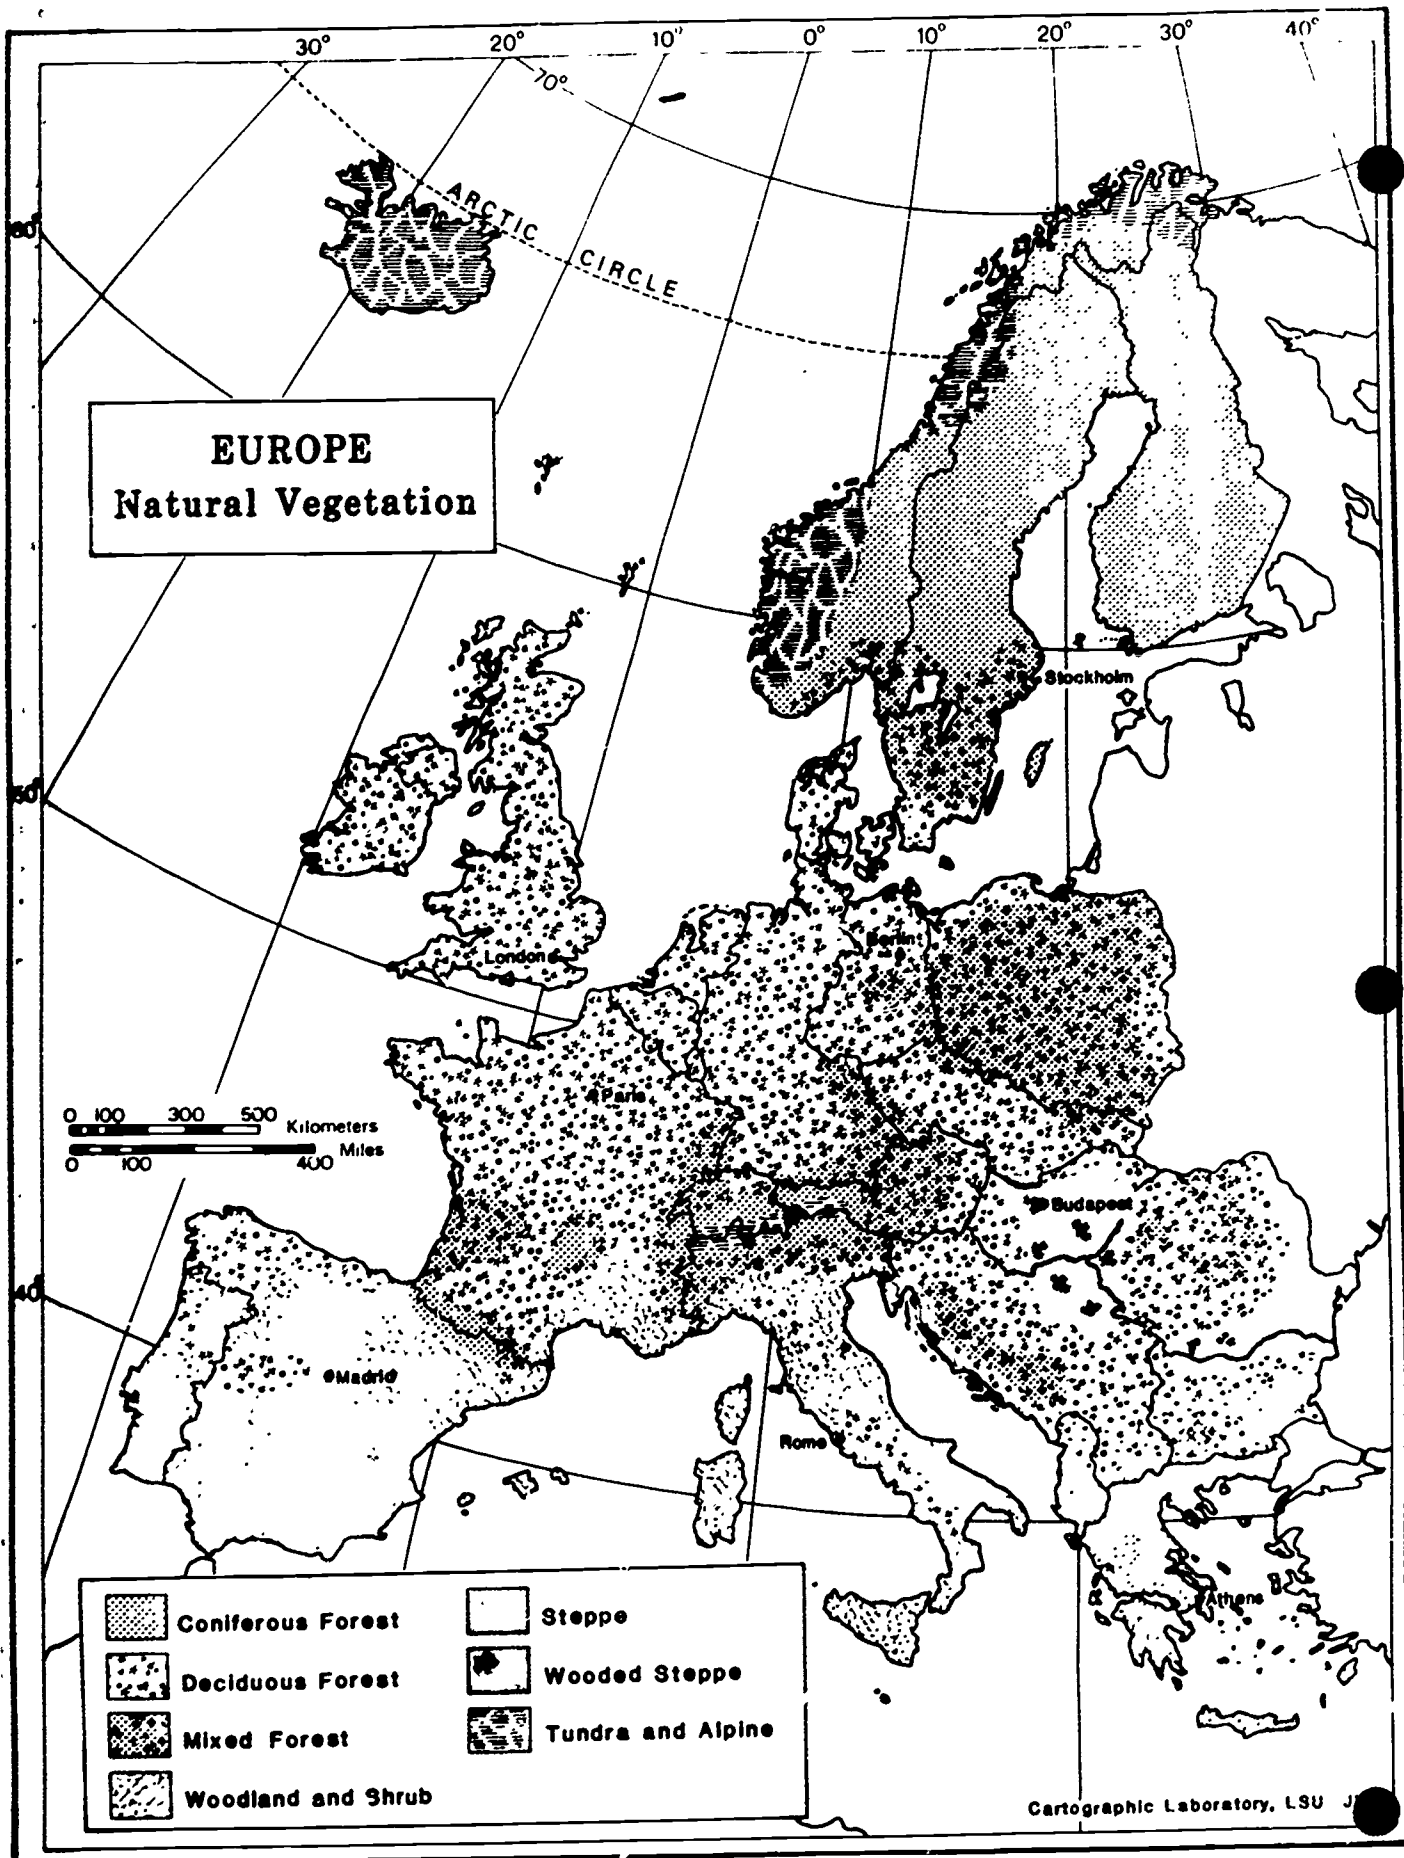 30° 20° 10° 0° 10° 20° 30° 40°
70°
ARCTIC CIRCLE
60°
EUROPE
Natural Vegetation
Stockholm
50°
Berlin
London
Paris
0 100 300 500
Kilometers
Miles
0 100 400
Budapest
40°
Madrid
Rome
Athens
Coniferous Forest
Deciduous Forest
Mixed Forest
Woodland and Shrub
Steppe
Wooded Steppe
Tundra and Alpine
Cartographic Laboratory, LSU